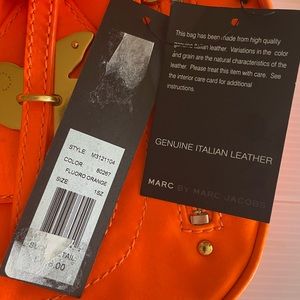 This bag has been made from high quality
genuine Italian leather. Variations in the color
and grain are the natural characteristics of the
leather. Please treat this item with care. See
the interior care card for additional
instructions.
GENUINE ITALIAN LEATHER
MARC BY MARC JACOBS
STYLE M3121104
COLOR 80267
FLUORO ORANGE
SIZE 1SZ